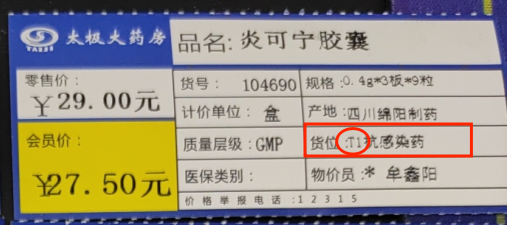 TAIJI
太极大药房
品名:炎可宁胶囊
零售价:
¥29.00元
货号: 104690
规格:0.4g*3板*9粒
计价单位: 盒
产地:四川绵阳制药
会员价:
¥27.50元
质量层级:GMP
货位:T1抗感染药
医保类别:
物价员:* 牟鑫阳
价格举报电话:12315